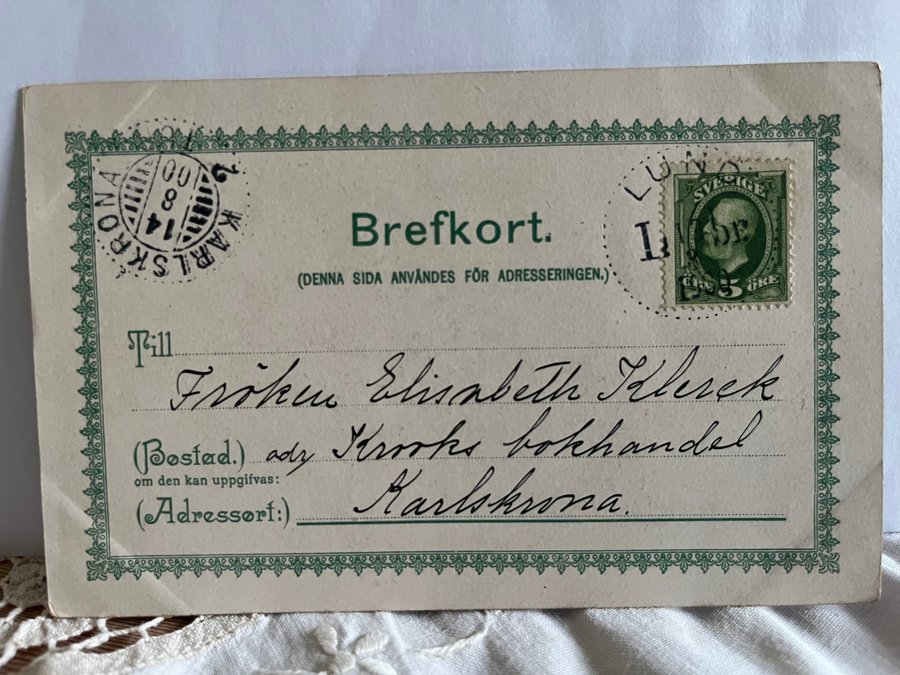 Brefkort.
(DENNA SIDA ANVÄNDES FÖR ADRESSERINGEN.)
KARLSKRONA
14
8
00
LUND
SVERIGE
5 ÖRE
Till
Fröken Elisabeth Klerck
(Bostad.) adr Krooks bokhandel
om den kan uppgifvas:
(Adressort:) Karlskrona.